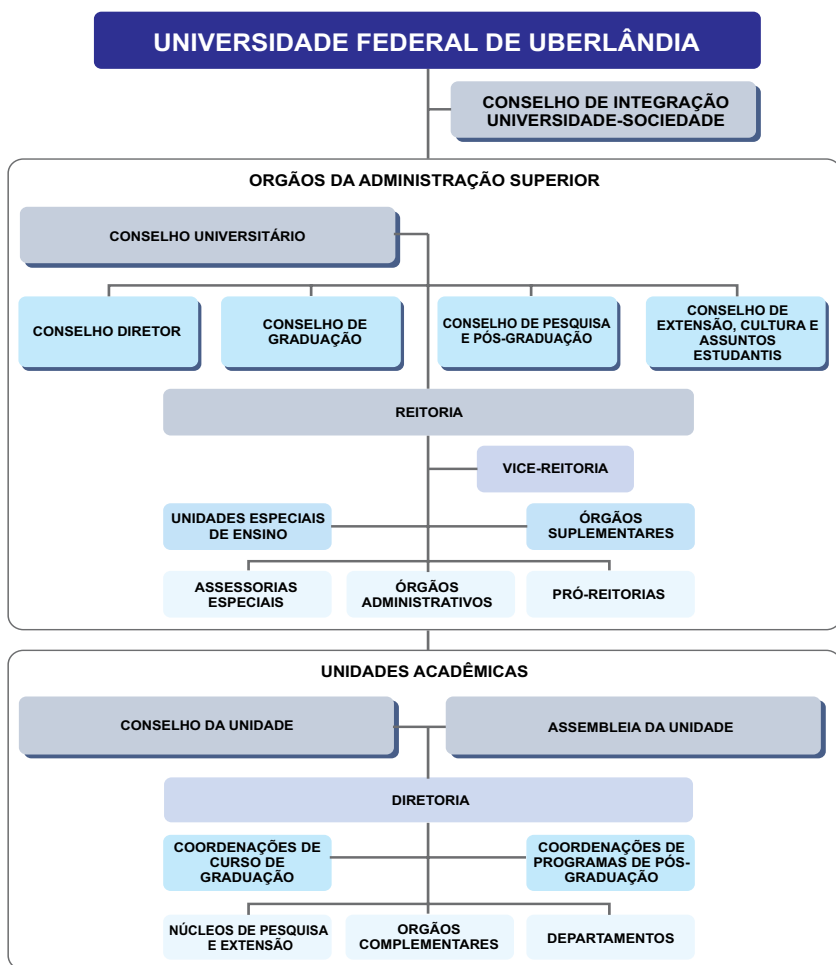 UNIVERSIDADE FEDERAL DE UBERLÂNDIA
CONSELHO DE INTEGRAÇÃO
UNIVERSIDADE-SOCIEDADE
ORGÃOS DA ADMINISTRAÇÃO SUPERIOR
CONSELHO UNIVERSITÁRIO
CONSELHO DIRETOR
CONSELHO DE
GRADUAÇÃO
CONSELHO DE PESQUISA
E PÓS-GRADUAÇÃO
CONSELHO DE
EXTENSÃO, CULTURA E
ASSUNTOS
ESTUDANTIS
REITORIA
VICE-REITORIA
UNIDADES ESPECIAIS
DE ENSINO
ÓRGÃOS
SUPLEMENTARES
ASSESSORIAS
ESPECIAIS
ÓRGÃOS
ADMINISTRATIVOS
PRÓ-REITORIAS
UNIDADES ACADÊMICAS
CONSELHO DA UNIDADE
ASSEMBLEIA DA UNIDADE
DIRETORIA
COORDENAÇÕES DE
CURSO DE
GRADUAÇÃO
COORDENAÇÕES DE
PROGRAMAS DE PÓS-
GRADUAÇÃO
NÚCLEOS DE PESQUISA
E EXTENSÃO
ORGÃOS
COMPLEMENTARES
DEPARTAMENTOS